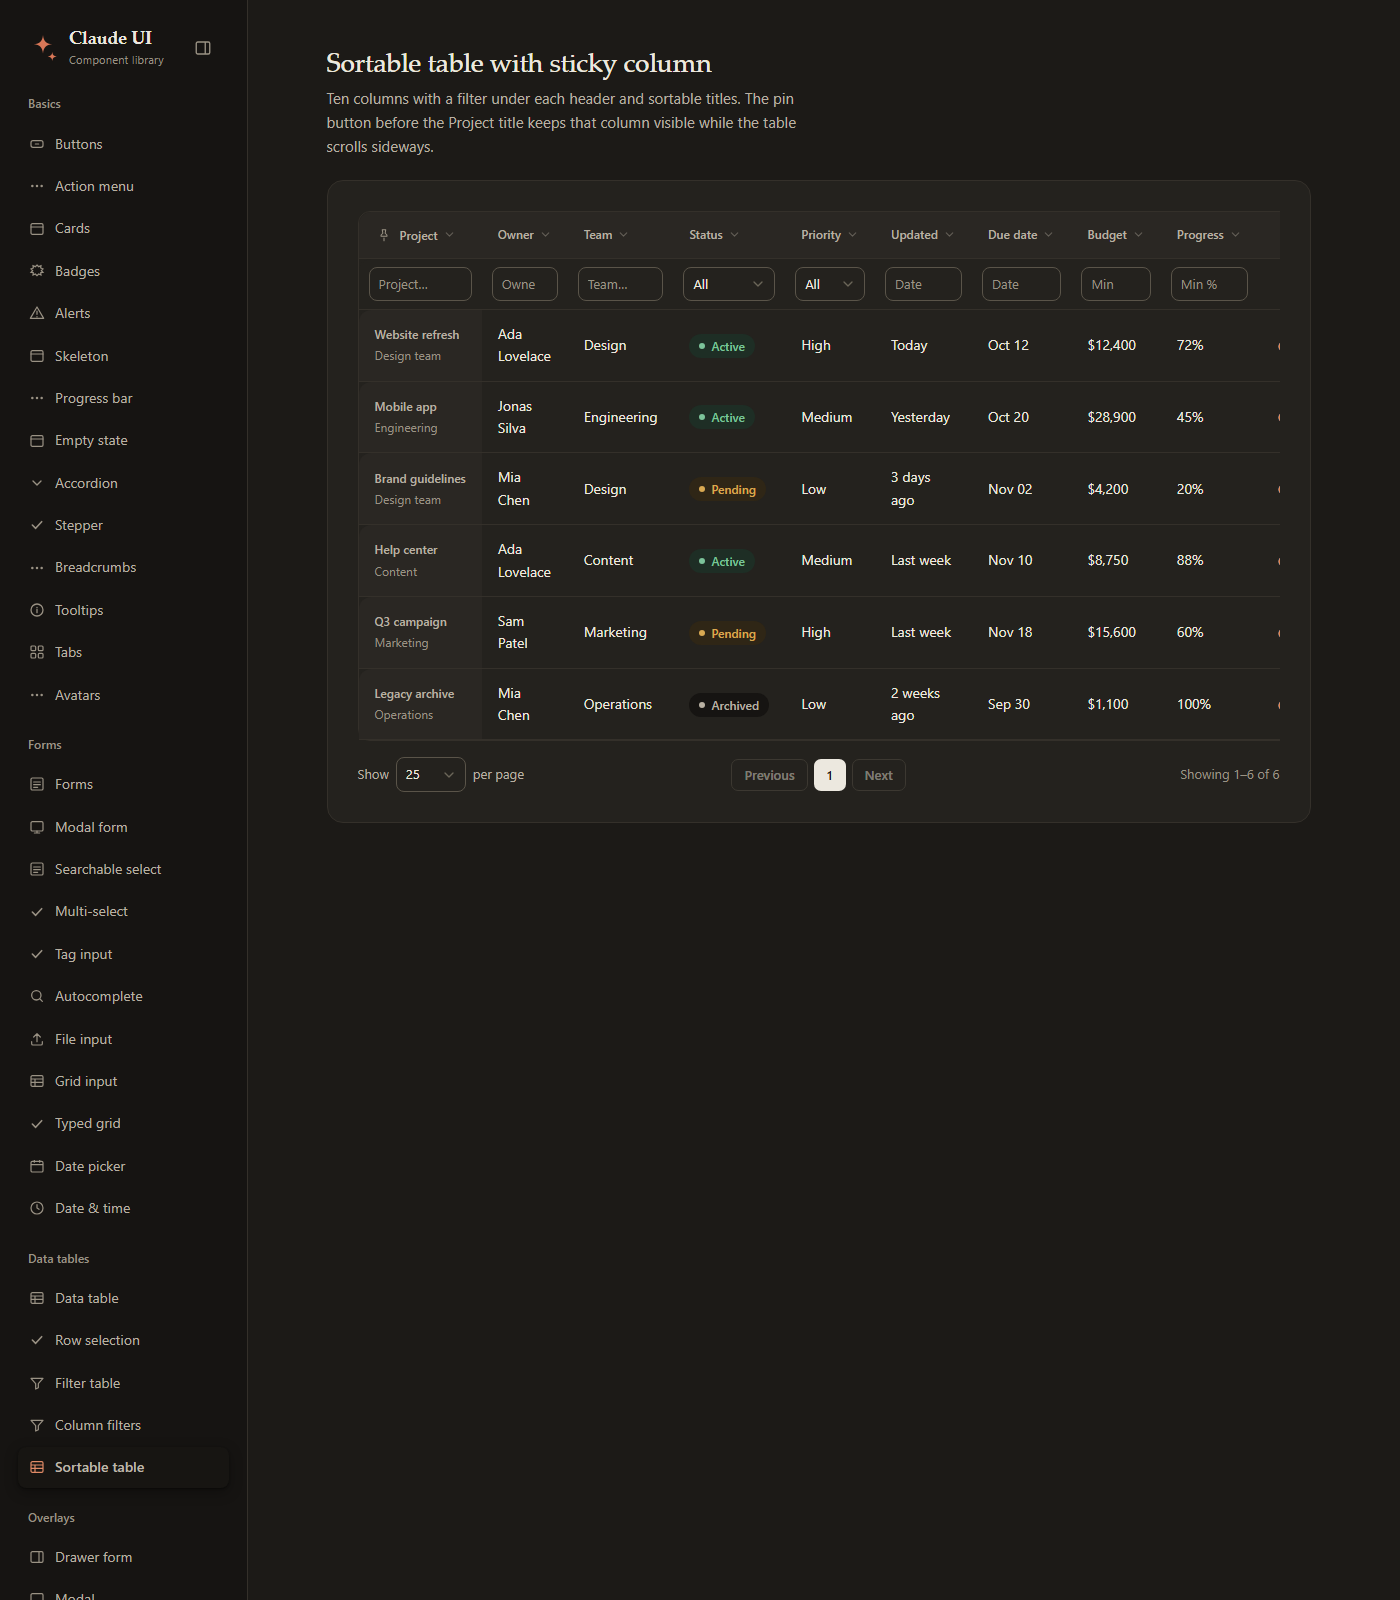 Claude UI
Component library
Basics
Buttons
Action menu
Cards
Badges
Alerts
Skeleton
Progress bar
Empty state
Accordion
Stepper
Breadcrumbs
Tooltips
Tabs
Avatars
Forms
Forms
Modal form
Searchable select
Multi-select
Tag input
Autocomplete
File input
Grid input
Typed grid
Date picker
Date & time
Data tables
Data table
Row selection
Filter table
Column filters
Sortable table
Overlays
Drawer form
Modal
Sortable table with sticky column
Ten columns with a filter under each header and sortable titles. The pin
button before the Project title keeps that column visible while the table
scrolls sideways.
Project Owner Team Status Priority Updated Due date Budget Progress
Project... Owne Team... All All Date Date Min Min %
Website refresh
Design team
Ada
Lovelace
Design Active High Today Oct 12 $12,400 72%
Mobile app
Engineering
Jonas
Silva
Engineering Active Medium Yesterday Oct 20 $28,900 45%
Brand guidelines
Design team
Mia
Chen
Design Pending Low
3 days
ago
Nov 02 $4,200 20%
Help center
Content
Ada
Lovelace
Content Active Medium Last week Nov 10 $8,750 88%
Q3 campaign
Marketing
Sam
Patel
Marketing Pending High Last week Nov 18 $15,600 60%
Legacy archive
Operations
Mia
Chen
Operations Archived Low
2 weeks
ago
Sep 30 $1,100 100%
Show 25 per page
Previous 1 Next
Showing 1–6 of 6